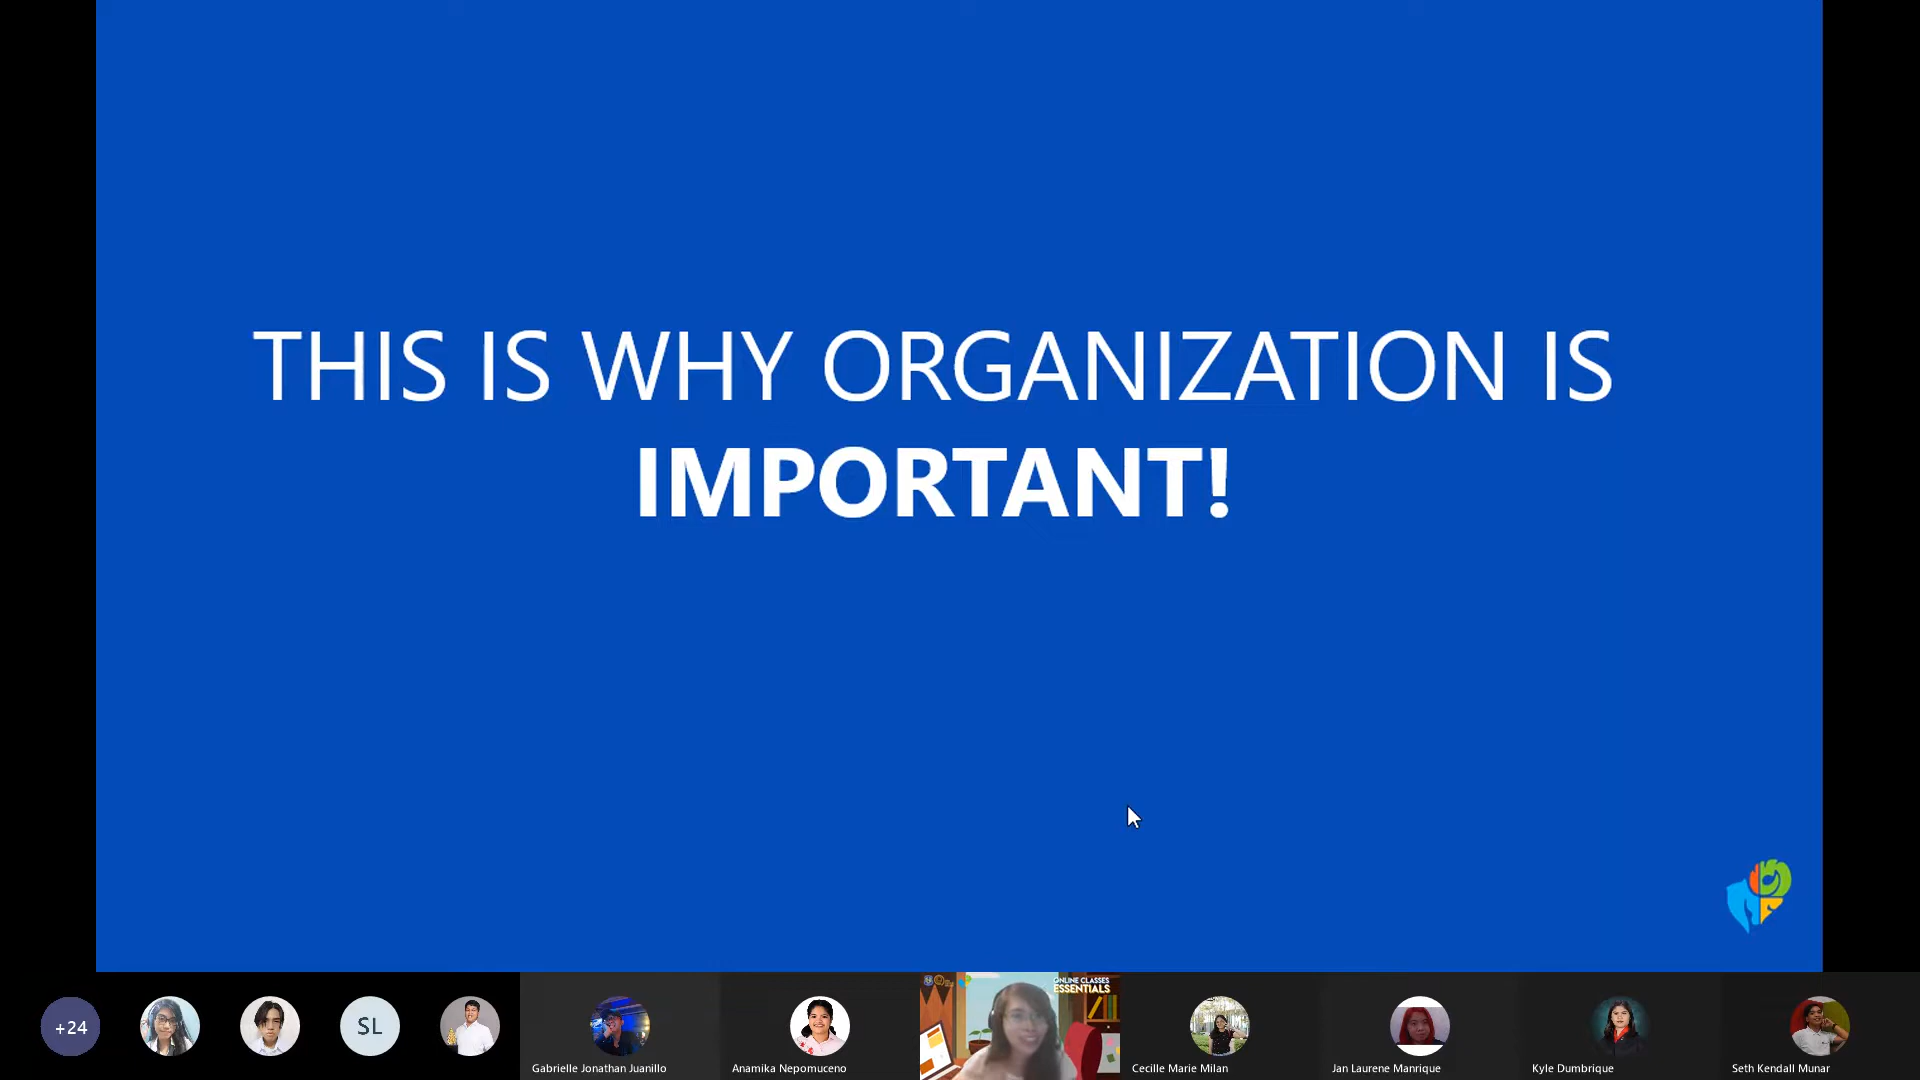 THIS IS WHY ORGANIZATION IS
IMPORTANT!
+24
SL
Gabrielle Jonathan Juanillo
Anamika Nepomuceno
ONLINE CLASSES
ESSENTIALS
Cecille Marie Milan
Jan Laurene Manrique
Kyle Dumbrique
Seth Kendall Munar